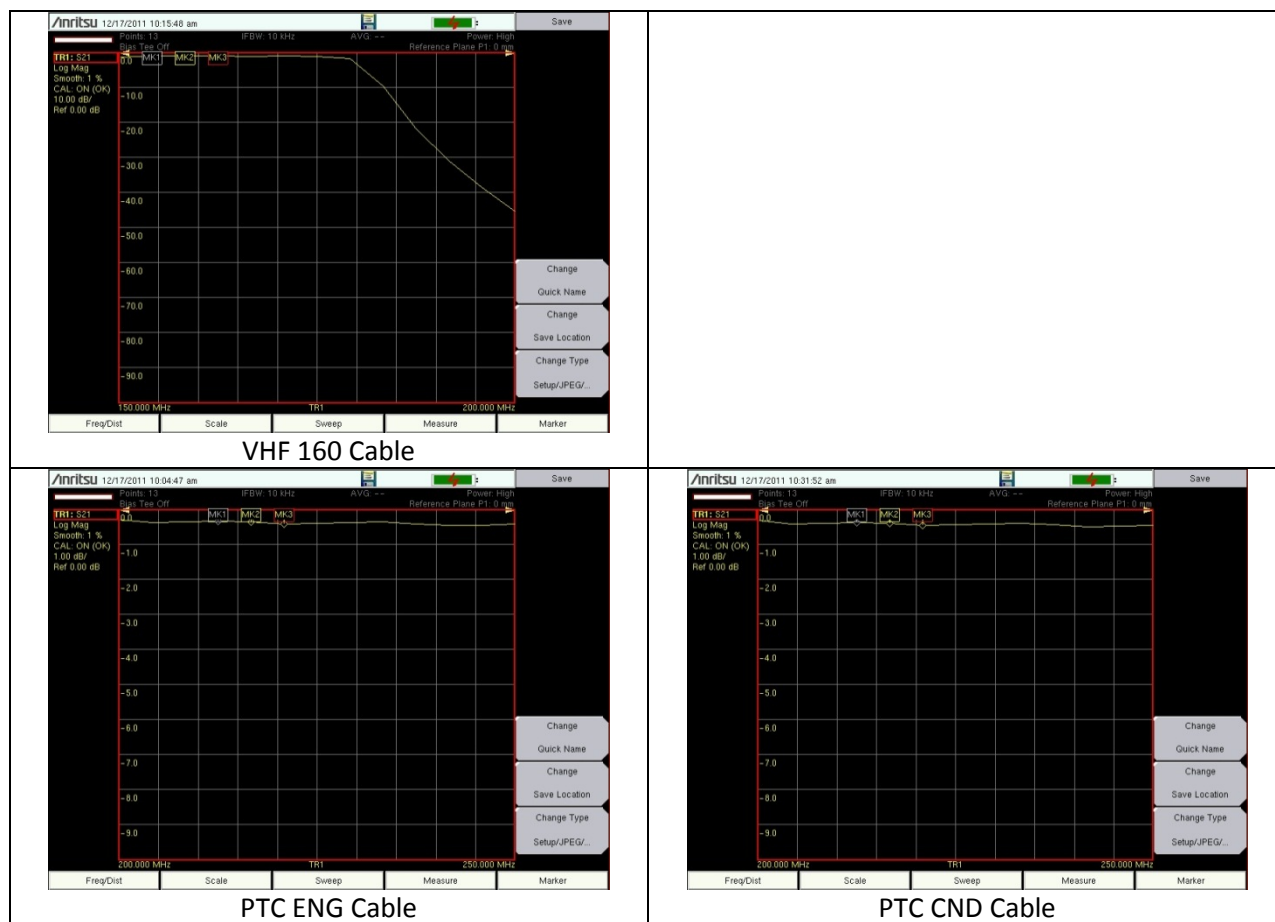 Anritsu 12/17/2011 10:15:46 am
Save
Points: 13 IFBW: 10 kHz AVG: -- Power: High
Bias Tee Off Reference Plane P1: 0 mm
TR1: S21
Log Mag
Smooth: 1 %
CAL: ON (OK)
10.00 dB/
Ref 0.00 dB
MK1 MK2 MK3
0.0
-10.0
-20.0
-30.0
-40.0
-50.0
-60.0
-70.0
-80.0
-90.0
Change
Quick Name
Change
Save Location
Change Type
Setup/JPEG/...
150.000 MHz TR1 200.000 MHz
Freq/Dist Scale Sweep Measure Marker
VHF 160 Cable
Anritsu 12/17/2011 10:04:47 am
Save
Points: 13 IFBW: 10 kHz AVG: -- Power: High
Bias Tee Off Reference Plane P1: 0 mm
TR1: S21
Log Mag
Smooth: 1 %
CAL: ON (OK)
1.00 dB/
Ref 0.00 dB
MK1 MK2 MK3
0.0
-1.0
-2.0
-3.0
-4.0
-5.0
-6.0
-7.0
-8.0
-9.0
Change
Quick Name
Change
Save Location
Change Type
Setup/JPEG/...
200.000 MHz TR1 250.000 MHz
Freq/Dist Scale Sweep Measure Marker
PTC ENG Cable
Anritsu 12/17/2011 10:31:52 am
Save
Points: 13 IFBW: 10 kHz AVG: -- Power: High
Bias Tee Off Reference Plane P1: 0 mm
TR1: S21
Log Mag
Smooth: 1 %
CAL: ON (OK)
1.00 dB/
Ref 0.00 dB
MK1 MK2 MK3
0.0
-1.0
-2.0
-3.0
-4.0
-5.0
-6.0
-7.0
-8.0
-9.0
Change
Quick Name
Change
Save Location
Change Type
Setup/JPEG/...
200.000 MHz TR1 250.000 MHz
Freq/Dist Scale Sweep Measure Marker
PTC CND Cable